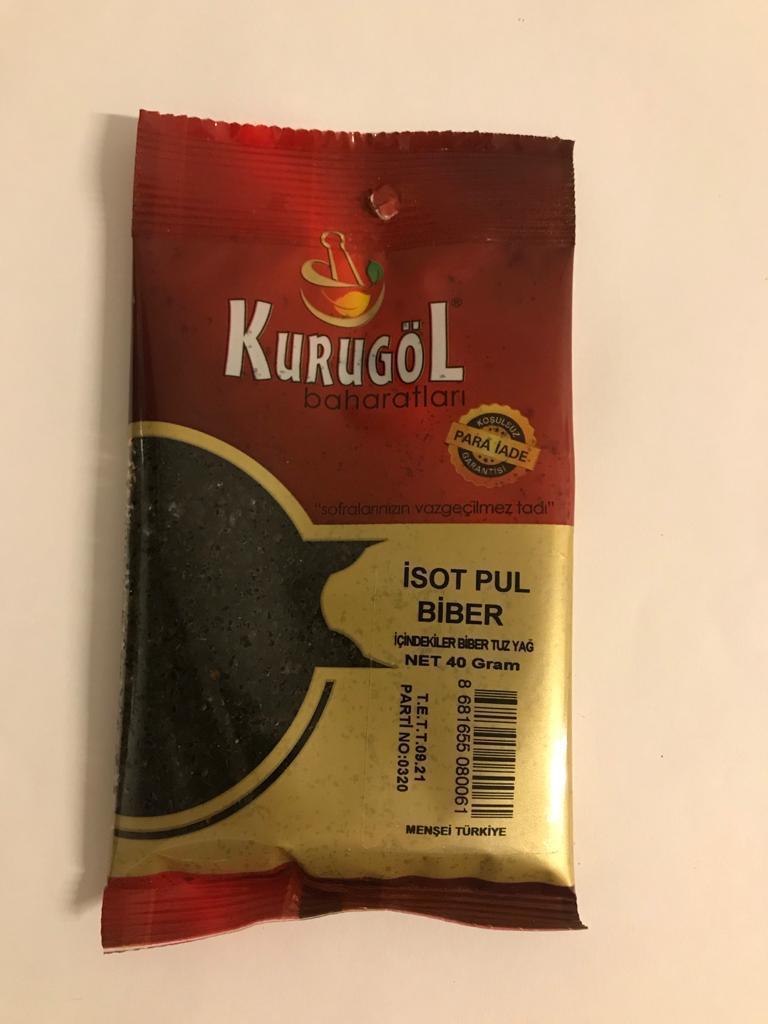 KURUGÖL®
baharatları
KOŞULSUZ
PARA İADE
GARANTİSİ
"sofralarınızın vazgeçilmez tadı"
İSOT PUL
BİBER
İÇİNDEKİLER BİBER TUZ YAĞ
NET 40 Gram
T.E.T.T.09.21
PARTİ NO:0320
8 681655 080061
MENŞEİ TÜRKİYE